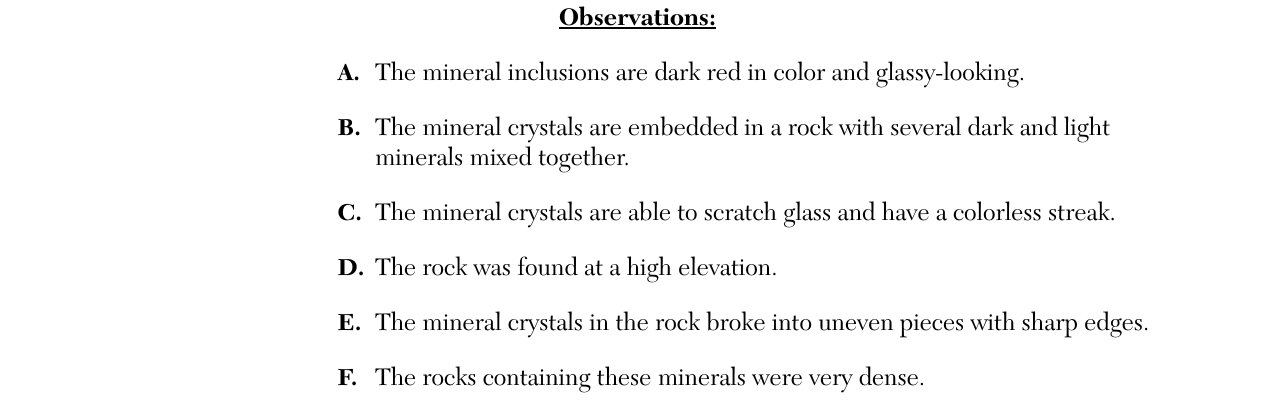 Observations:
A. The mineral inclusions are dark red in color and glassy-looking.
B. The mineral crystals are embedded in a rock with several dark and light
minerals mixed together.
C. The mineral crystals are able to scratch glass and have a colorless streak.
D. The rock was found at a high elevation.
E. The mineral crystals in the rock broke into uneven pieces with sharp edges.
F. The rocks containing these minerals were very dense.